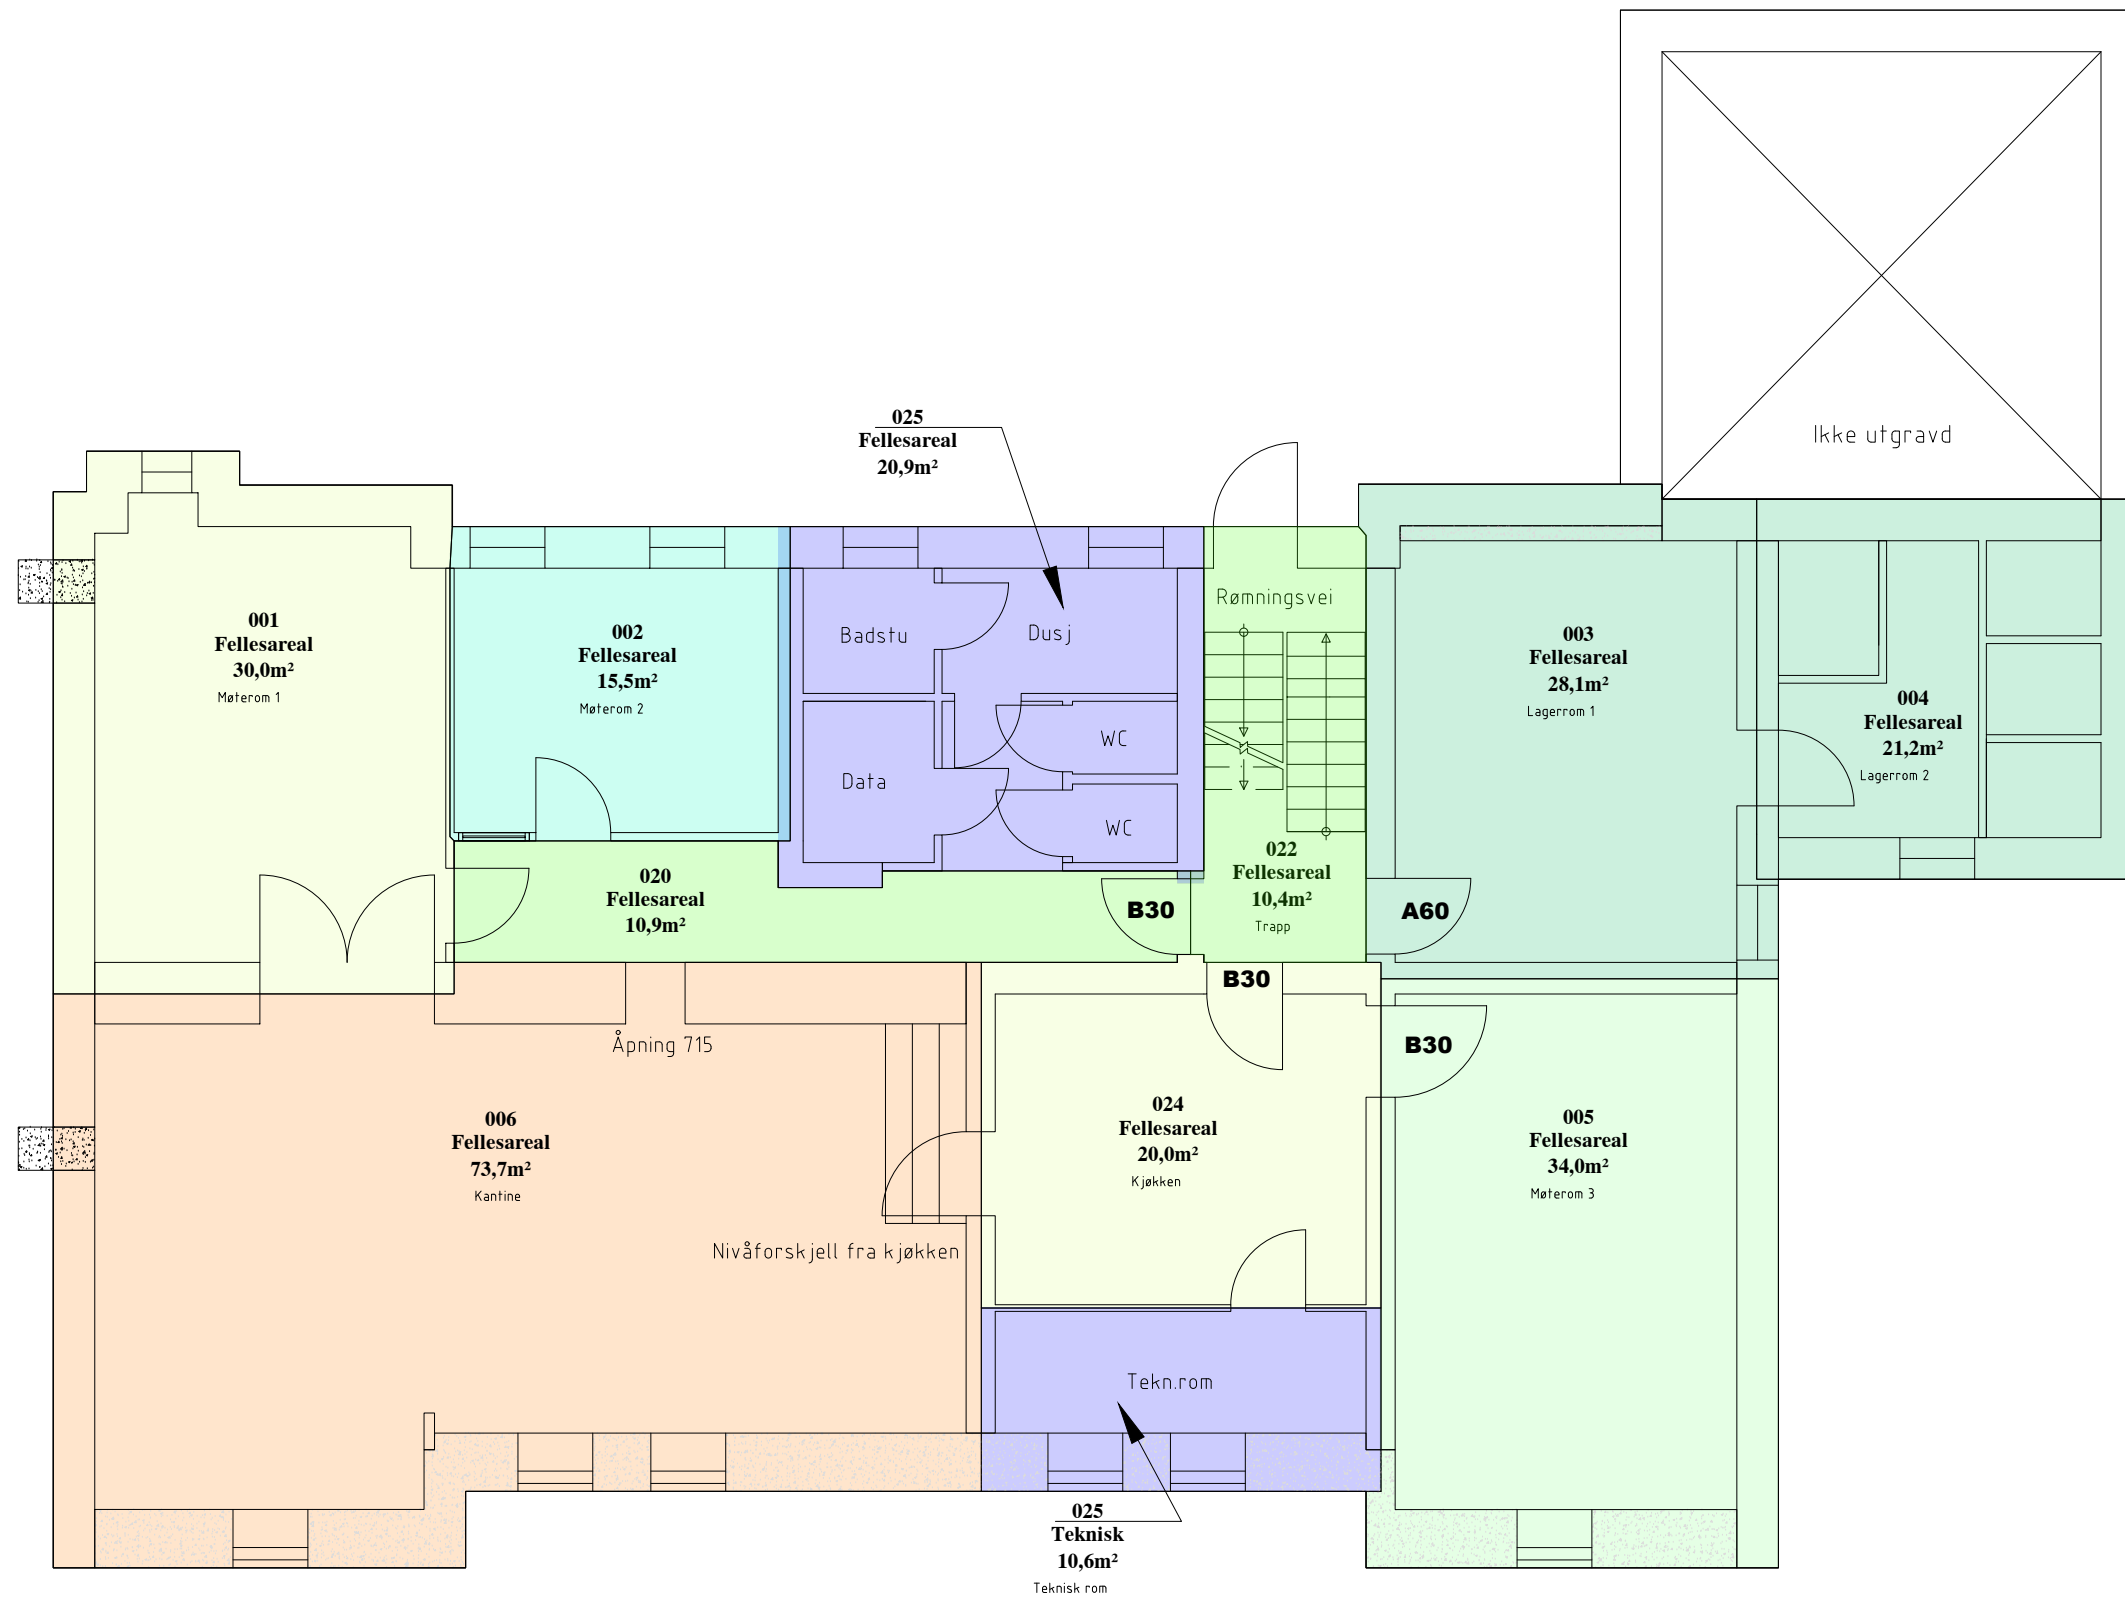 Ikke utgravd
025
Fellesareal
20,9m²
Rømningsvei
001
Fellesareal
30,0m²
Møterom 1
002
Fellesareal
15,5m²
Møterom 2
Badstu
Dusj
003
Fellesareal
28,1m²
Lagerrom 1
004
Fellesareal
21,2m²
Lagerrom 2
WC
Data
WC
020
Fellesareal
10,9m²
022
Fellesareal
10,4m²
Trapp
B30
A60
B30
Åpning 715
B30
006
Fellesareal
73,7m²
Kantine
024
Fellesareal
20,0m²
Kjøkken
005
Fellesareal
34,0m²
Møterom 3
Nivåforskjell fra kjøkken
Tekn.rom
025
Teknisk
10,6m²
Teknisk rom